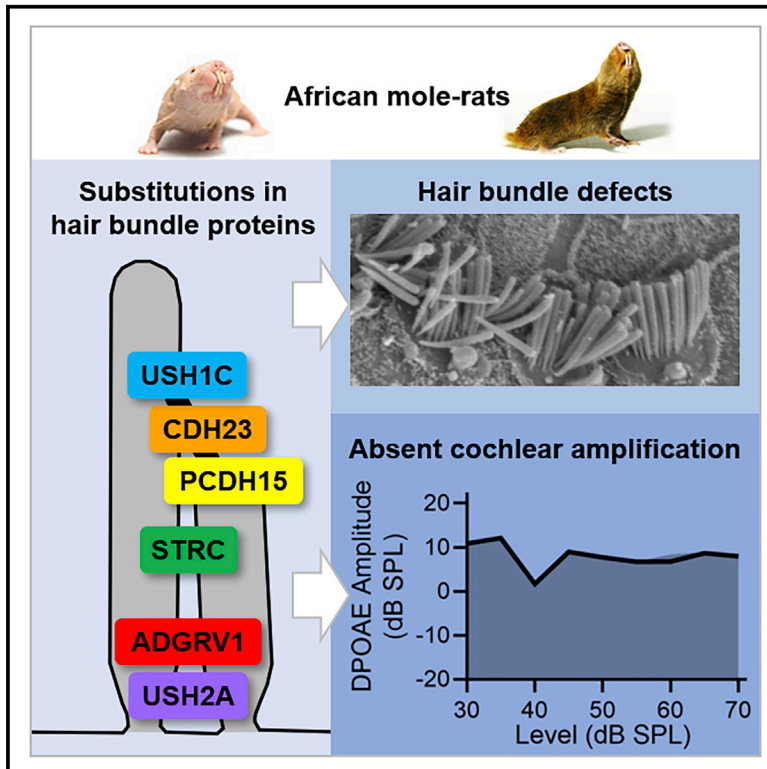 African mole-rats
Substitutions in
hair bundle proteins
USH1C
CDH23
PCDH15
STRC
ADGRV1
USH2A
Hair bundle defects
Absent cochlear amplification
DPOAE Amplitude
(dB SPL)
20
10
0
-10
-20
30
40
50
60
70
Level (dB SPL)